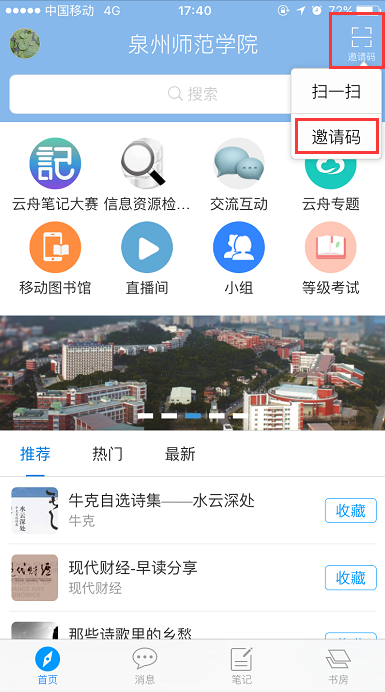 中国移动 4G 17:40 72%
泉州师范学院
邀请码
搜索
扫一扫
邀请码
記
云舟笔记大赛 信息资源检... 交流互动 云舟专题
移动图书馆 直播间 小组 等级考试
推荐 热门 最新
水云深处
牛克自选诗集——水云深处
牛克
收藏
现代财经-早读分享
现代财经
收藏
那些诗歌里的乡愁
首页 消息 笔记 书房